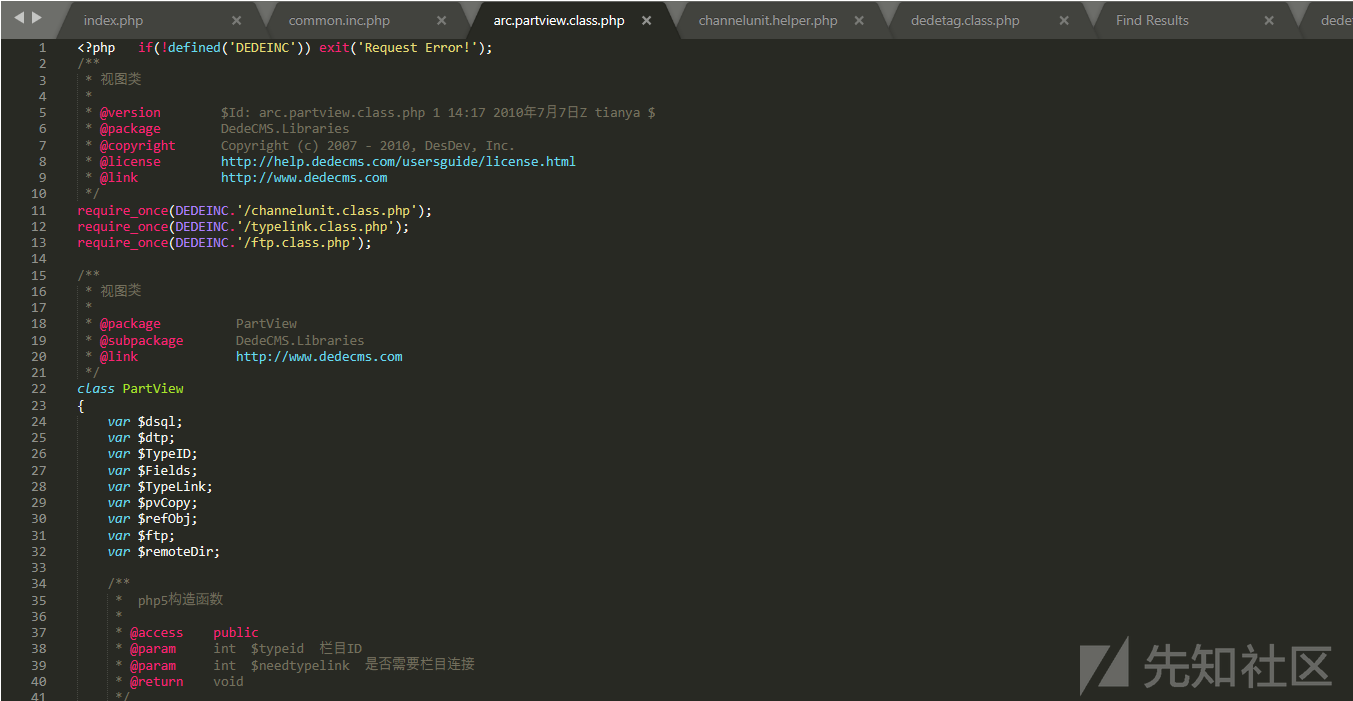 index.php × common.inc.php × arc.partview.class.php × channelunit.helper.php × dedetag.class.php × Find Results × dede
1 <?php   if(!defined('DEDEINC')) exit('Request Error!');
2 /**
3  * 视图类
4  *
5  * @version        $Id: arc.partview.class.php 1 14:17 2010年7月7日Z tianya $
6  * @package        DedeCMS.Libraries
7  * @copyright      Copyright (c) 2007 - 2010, DesDev, Inc.
8  * @license        http://help.dedecms.com/usersguide/license.html
9  * @link           http://www.dedecms.com
10  */
11 require_once(DEDEINC.'/channelunit.class.php');
12 require_once(DEDEINC.'/typelink.class.php');
13 require_once(DEDEINC.'/ftp.class.php');
14
15 /**
16  * 视图类
17  *
18  * @package          PartView
19  * @subpackage       DedeCMS.Libraries
20  * @link             http://www.dedecms.com
21  */
22 class PartView
23 {
24     var $dsql;
25     var $dtp;
26     var $TypeID;
27     var $Fields;
28     var $TypeLink;
29     var $pvCopy;
30     var $refObj;
31     var $ftp;
32     var $remoteDir;
33
34     /**
35      *  php5构造函数
36      *
37      * @access    public
38      * @param     int  $typeid  栏目ID
39      * @param     int  $needtypelink  是否需要栏目连接
40      * @return    void
41      */
先知社区